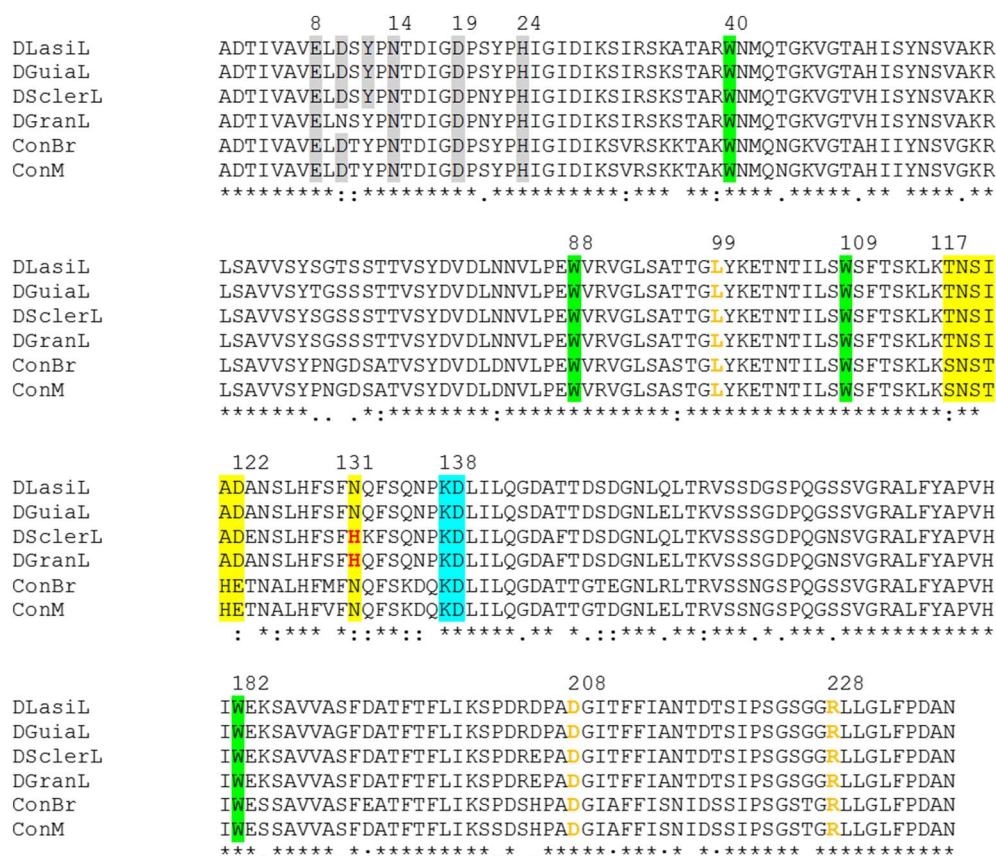 8 14 19 24 40
DLasiL ADTIVAVELDSYPNTDIGDPSYPHIGIDIKSIRSKATARWNMQTGKVGTAHISYNSVAKR
DGuiaL ADTIVAVELDSYPNTDIGDPSYPHIGIDIKSIRSKSTARWNMQTGKVGTAHISYNSVAKR
DSclerL ADTIVAVELDSYPNTDIGDPNYPHIGIDIKSIRSKSTARWNMQTGKVGTVHISYNSVAKR
DGranL ADTIVAVELNSYPNTDIGDPNYPHIGIDIKSIRSKSTARWNMQTGKVGTVHISYNSVAKR
ConBr ADTIVAVELDTYPNTDIGDPSYPHIGIDIKSVRSKKTAKWNMQNGKVGTAHIIYNSVGKR
ConM ADTIVAVELDTYPNTDIGDPSYPHIGIDIKSVRSKKTAKWNMQNGKVGTAHIIYNSVGKR
*********::*********.**********:*** **:****.*****.** ****.**
88 99 109 117
DLasiL LSAVVSYSGTSSTTVSYDVDLNNVLPEWVRVGLSATTGLYKETNTILSWSFTSKLKTNSI
DGuiaL LSAVVSYTGSSSTTVSYDVDLNNVLPEWVRVGLSATTGLYKETNTILSWSFTSKLKTNSI
DSclerL LSAVVSYSGSSSTTVSYDVDLNNVLPEWVRVGLSATTGLYKETNTILSWSFTSKLKTNSI
DGranL LSAVVSYSGSSSTTVSYDVDLNNVLPEWVRVGLSATTGLYKETNTILSWSFTSKLKTNSI
ConBr LSAVVSYPNGDSATVSYDVDLDNVLPEWVRVGLSASTGLYKETNTILSWSFTSKLKSNST
ConM LSAVVSYPNGDSATVSYDVDLDNVLPEWVRVGLSASTGLYKETNTILSWSFTSKLKSNST
*******.. .*:********:*************:********************:**
122 131 138
DLasiL ADANSLHFSFNQFSQNPKDLILQGDATTDSDGNLQLTRVSSDGSPQGSSVGRALFYAPVH
DGuiaL ADANSLHFSFNQFSQNPKDLILQSDATTDSDGNLELTRVSSDGSPQGSSVGRALFYAPVH
DSclerL ADENSLHFSFHKFSQNPKDLILQGDAFTDSDGNLELTKVSSSGDPQGNSVGRALFYAPVH
DGranL ADANSLHFSFHQFSQNPKDLILQGDAFTDSDGNLELTKVSSSGDPQGNSVGRALFYAPVH
ConBr HETNALHFMFNQFSKDQKDLILQGDATTGTEGNLRLTRVSSNGSPQGSSVGRALFYAPVH
ConM HETNALHFVFNQFSKDQKDLILQGDATTGTDGNLELTRVSSNGSPQGSSVGRALFYAPVH
: *:*** *::**:: ******.** *.::***.**:***.*.***.************
182 208 228
DLasiL IWEKSAVVASFDATFTFLIKSPDRDPADGITFFIANTDTSIPSGSGGRLLGLFPDAN
DGuiaL IWEKSAVVAGFDATFTFLIKSPDRDPADGITFFIANTDTSIPSGSGGRLLGLFPDAN
DSclerL IWEKSAVVASFDATFTFLIKSPDREPADGITFFIANTDTSIPSGSGGRLLGLFPDAN
DGranL IWEKSAVVASFDATFTFLIKSPDREPADGITFFIANTDTSIPSGSGGRLLGLFPDAN
ConBr IWESSAVVASFEATFTFLIKSPDSHPADGIAFFISNIDSSIPSGSTGRLLGLFPDAN
ConM IWESSAVVASFDATFTFLIKSSDSHPADGIAFFISNIDSSIPSGSTGRLLGLFPDAN
***.*****.*:*********.* *****:***:* *:****** ***********